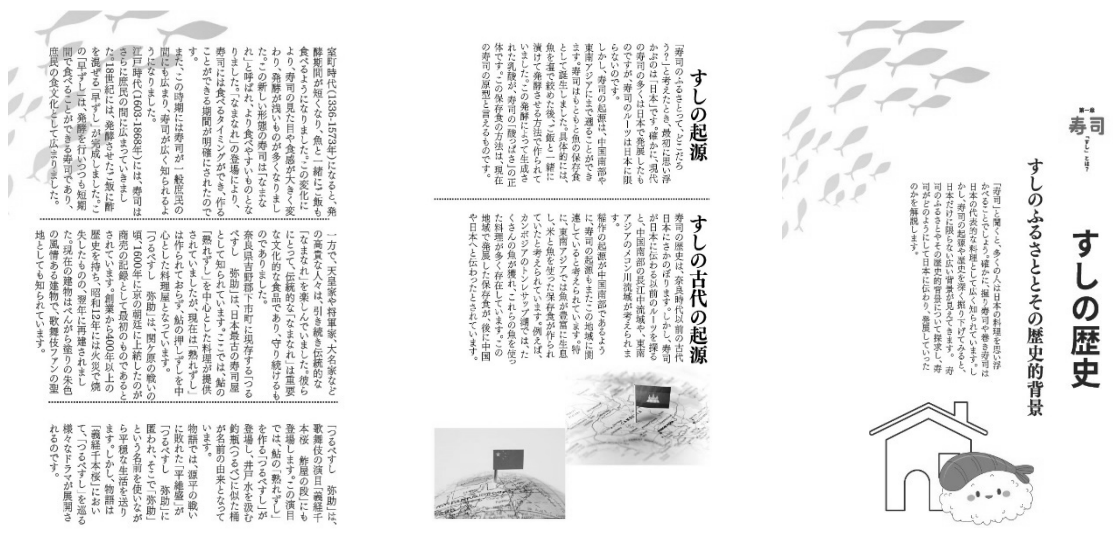 第一章
寿司
「すし」とは？
すしの歴史
すしのふるさととその歴史的背景
「寿司」と聞くと、多くの人は日本の料理を思い浮
かべることでしょう。確かに、握り寿司や巻き寿司は
日本の代表的な料理として広く知られています。し
かし、寿司の起源や歴史を深く掘り下げてみると、
日本だけに限らない広い背景が見えてきます。 寿
司のふるさとやその歴史的背景について探求し、寿
司がどのようにして日本に伝わり、発展していった
のかを解説します。
すしの起源
「寿司のふるさとって、どこだろ
う？」と考えたとき、最初に思い浮
かぶのは「日本」です。確かに、現代
の寿司の多くは日本で発展したも
のですが、寿司のルーツは日本に限
らないのです。
しかし、寿司の起源は、中国南部や
東南アジアにまで遡ることができ
ます。寿司はもともと魚の保存食
として誕生しました。具体的には、
魚を塩で絞めた後、ご飯と一緒に
漬けて発酵させる方法で作られて
いました。この発酵によって生成さ
れた乳酸が、寿司の「酸っぱさ」の正
体です。この保存食の方法は、現在
の寿司の原型と言えるものです。
すしの古代の起源
寿司の歴史は、奈良時代以前の古代
日本にさかのぼります。しかし、寿司
が日本に伝わる以前のルーツを探る
と、中国南部の長江中流域や、東南
アジアのメコン川流域が考えられま
す。
稲作の起源が中国南部であるよう
に、寿司の起源もまたこの地域に関
連していると考えられています。特
に、東南アジアでは魚が豊富に生息
し、米と魚を使った保存食が作られ
ていたと考えられています。例えば、
カンボジアのトンレサップ湖では、た
くさんの魚が獲れ、これらの魚を使っ
た料理が多く存在しています。この
地域で発展した保存食が、後に中国
や日本へと伝わったとされています。
室町時代（1336-1573年）になると、発
酵期間が短くなり、魚と一緒にご飯も
食べるようになりました。この変化に
より、寿司の見た目や食感が大きく変
わり、発酵が浅いものが多くなりまし
た。この新しい形態の寿司は「なまな
れ」と呼ばれ、より食べやすいものとな
りました。「なまなれ」の登場により、
寿司には食べるタイミングができ、作る
ことができる期間が明確にされたので
す。
また、この時期には寿司が一般庶民の
間にも広まり、寿司が広く知られるよ
うになりました。
江戸時代（1603-1868年）には、寿司は
さらに庶民の間に広まっていきまし
た。18世紀には、発酵させたご飯に酢
を混ぜる「早ずし」が完成しました。こ
の「早ずし」は、発酵を行いつつも短期
間で食べることができる寿司であり、
庶民の食文化として広まりました。
一方で、天皇家や将軍家、大名家など
の高貴な人々は、引き続き伝統的な
「なまなれ」を楽しんでいました。彼ら
にとって、伝統的な「なまなれ」は重要
な文化的な食品であり、守り続けるも
のでありました。
奈良県吉野郡下市町に現存する「つる
べすし 弥助」は、日本最古の寿司屋
として知られています。ここでは、鮎の
「熟れずし」を中心とした料理が提供
されていましたが、現在は「熟れずし」
は作られておらず、鮎の押しずしを中
心とした料理屋となっています。
「つるべすし 弥助」は、関ヶ原の戦いの
頃、1600年に京の朝廷に上納したのが
商売の記録として最初のものであると
されています。創業から400年以上の
歴史を持ち、昭和12年には火災で焼
失したものの、翌年に再建されまし
た。現在の建物はべんがら塗りの朱色
の風情ある建物で、歌舞伎ファンの聖
地としても知られています。
「つるべすし 弥助」は、
歌舞伎の演目「義経千
本桜 鮓屋の段」にも
登場します。この演目
では、鮎の「熟れずし」
を作る「つるべすし」が
登場し、井戸水を汲む
釣瓶（つるべ）に似た桶
が名前の由来となって
います。
物語では、源平の戦い
に敗れた「平維盛」が
「つるべすし 弥助」に
匿われ、そこで「弥助」
という名前を使いなが
ら平穏な生活を送り
ます。しかし、物語は
「義経千本桜」におい
て、「つるべずし」を巡る
様々なドラマが展開さ
れるのです。